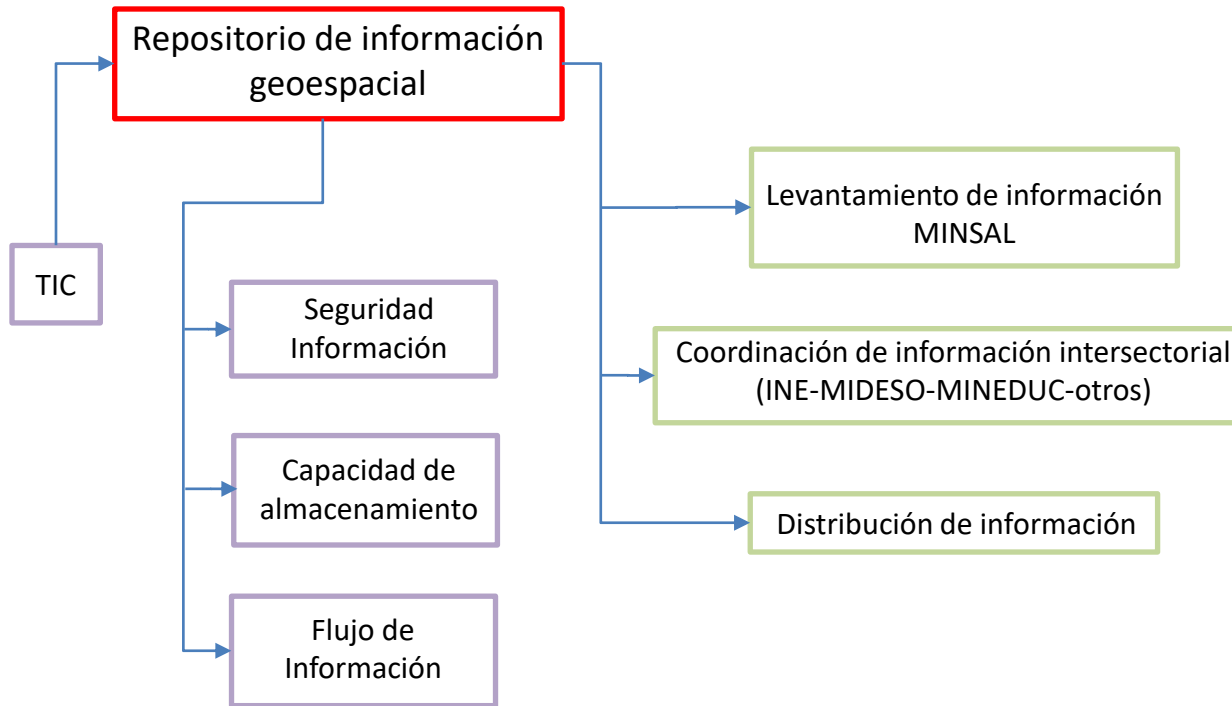 Repositorio de información
geoespacial
TIC
Seguridad
Información
Capacidad de
almacenamiento
Flujo de
Información
Levantamiento de información
MINSAL
Coordinación de información intersectorial
(INE-MIDESO-MINEDUC-otros)
Distribución de información